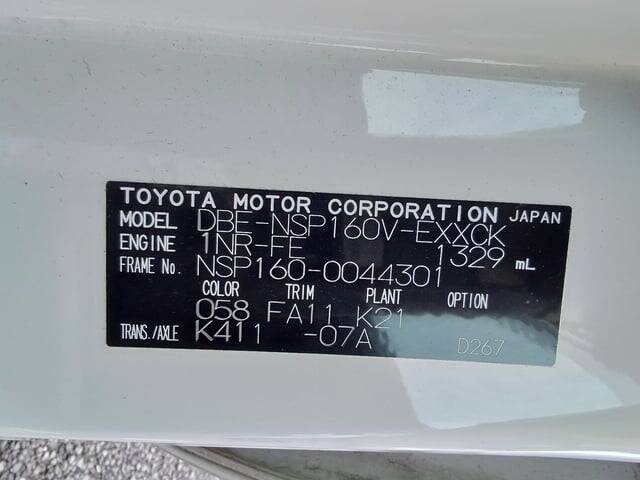 TOYOTA MOTOR CORPORATION JAPAN
MODEL DBE-NSP160V-EXXCK
ENGINE 1NR-FE 1329 mL
FRAME No. NSP160-0044301
COLOR TRIM PLANT OPTION
058 FA11 K21
TRANS./AXLE K411 -07A D267